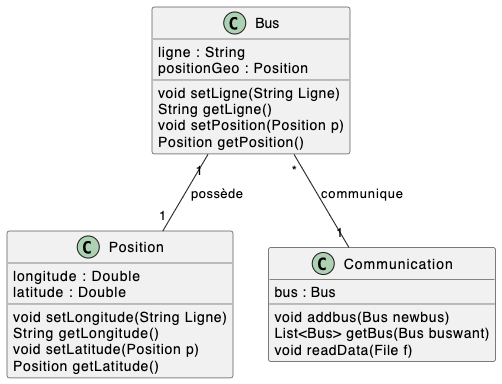 C Bus
ligne : String
positionGeo : Position
void setLigne(String Ligne)
String getLigne()
void setPosition(Position p)
Position getPosition()
1
*
possède
communique
1
1
C Position
longitude : Double
latitude : Double
void setLongitude(String Ligne)
String getLongitude()
void setLatitude(Position p)
Position getLatitude()
C Communication
bus : Bus
void addbus(Bus newbus)
List<Bus> getBus(Bus buswant)
void readData(File f)